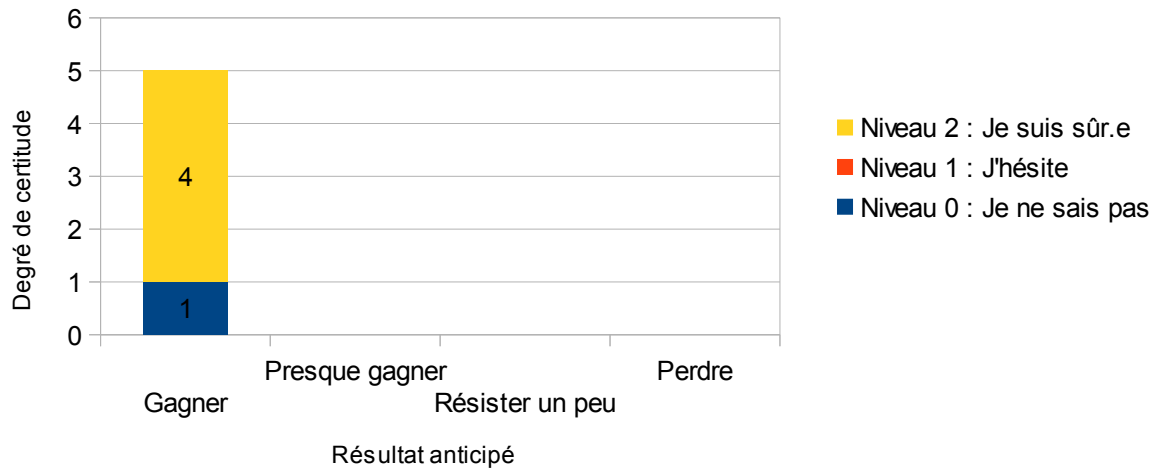 6
5
4
3
2
1
0
Degré de certitude
4
1
Presque gagner
Perdre
Gagner
Résister un peu
Résultat anticipé
Niveau 2 : Je suis sûr.e
Niveau 1 : J'hésite
Niveau 0 : Je ne sais pas